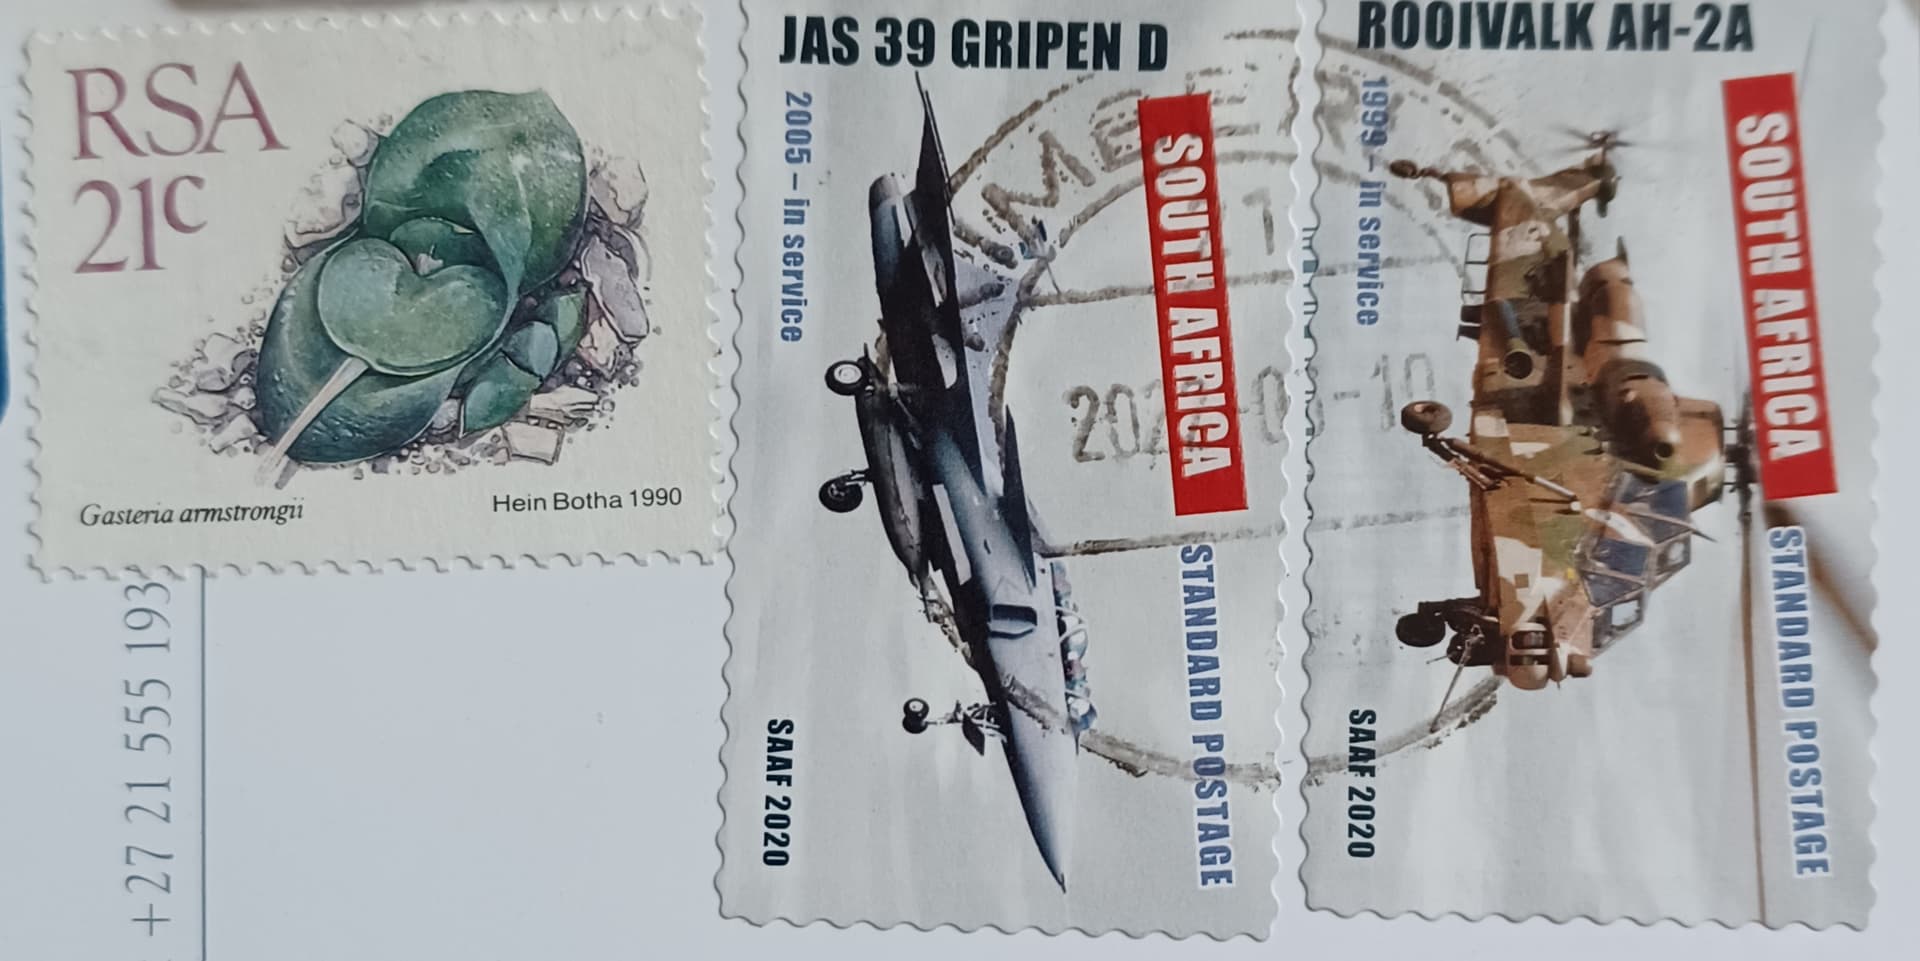 RSA
21c
Gasteria armstrongii
Hein Botha 1990
+27 21 555 193
JAS 39 GRIPEN D
2005 – in service
SOUTH AFRICA
STANDARD POSTAGE
SAAF 2020
ROOIVALK AH-2A
1999 – in service
SOUTH AFRICA
STANDARD POSTAGE
SAAF 2020